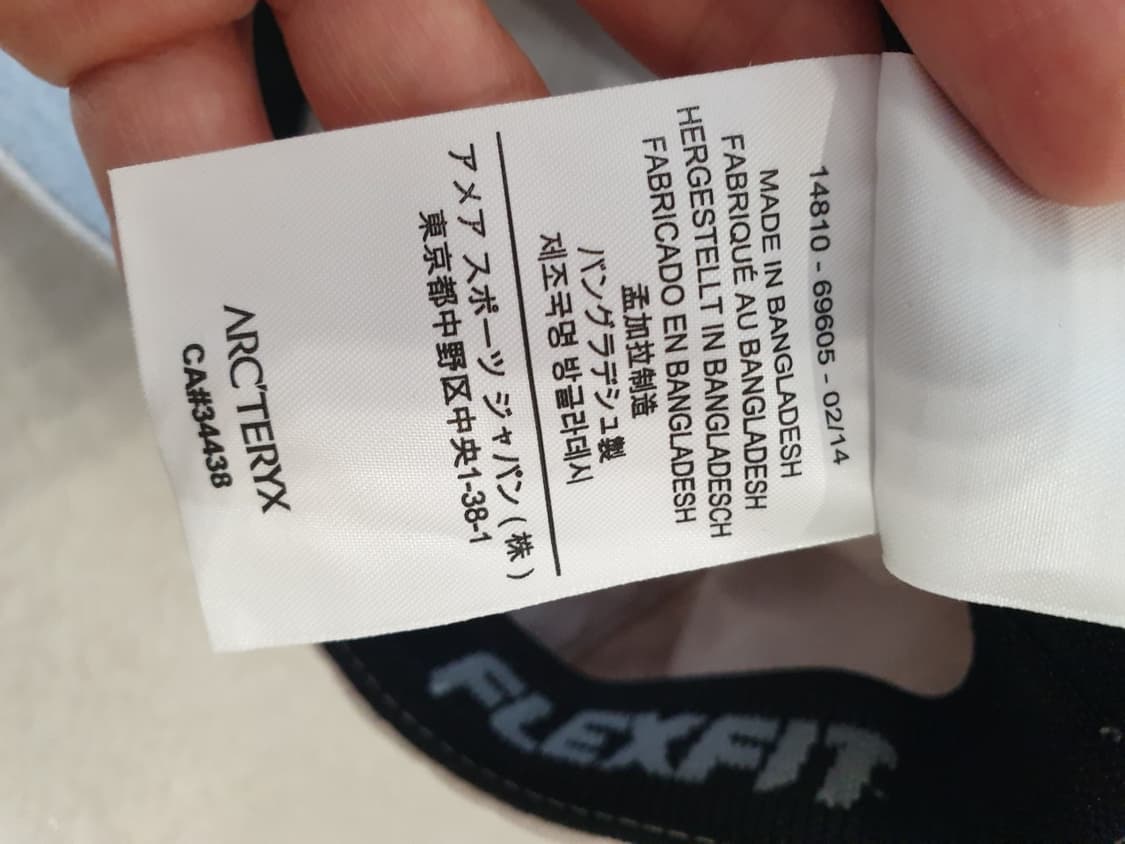 14810 - 69605 - 02/14
MADE IN BANGLADESH
FABRIQUÉ AU BANGLADESH
HERGESTELLT IN BANGLADESCH
FABRICADO EN BANGLADESH
孟加拉制造
バングラデシュ製
제조국명 방글라데시
アメア スポーツ ジャパン ( 株 )
東京都中野区中央1-38-1
ARC'TERYX
CA#34438
FLEXFIT